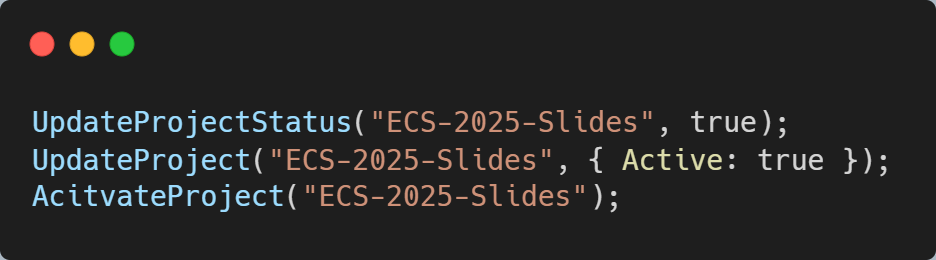 UpdateProjectStatus("ECS-2025-Slides", true);
UpdateProject("ECS-2025-Slides", { Active: true });
AcitvateProject("ECS-2025-Slides");